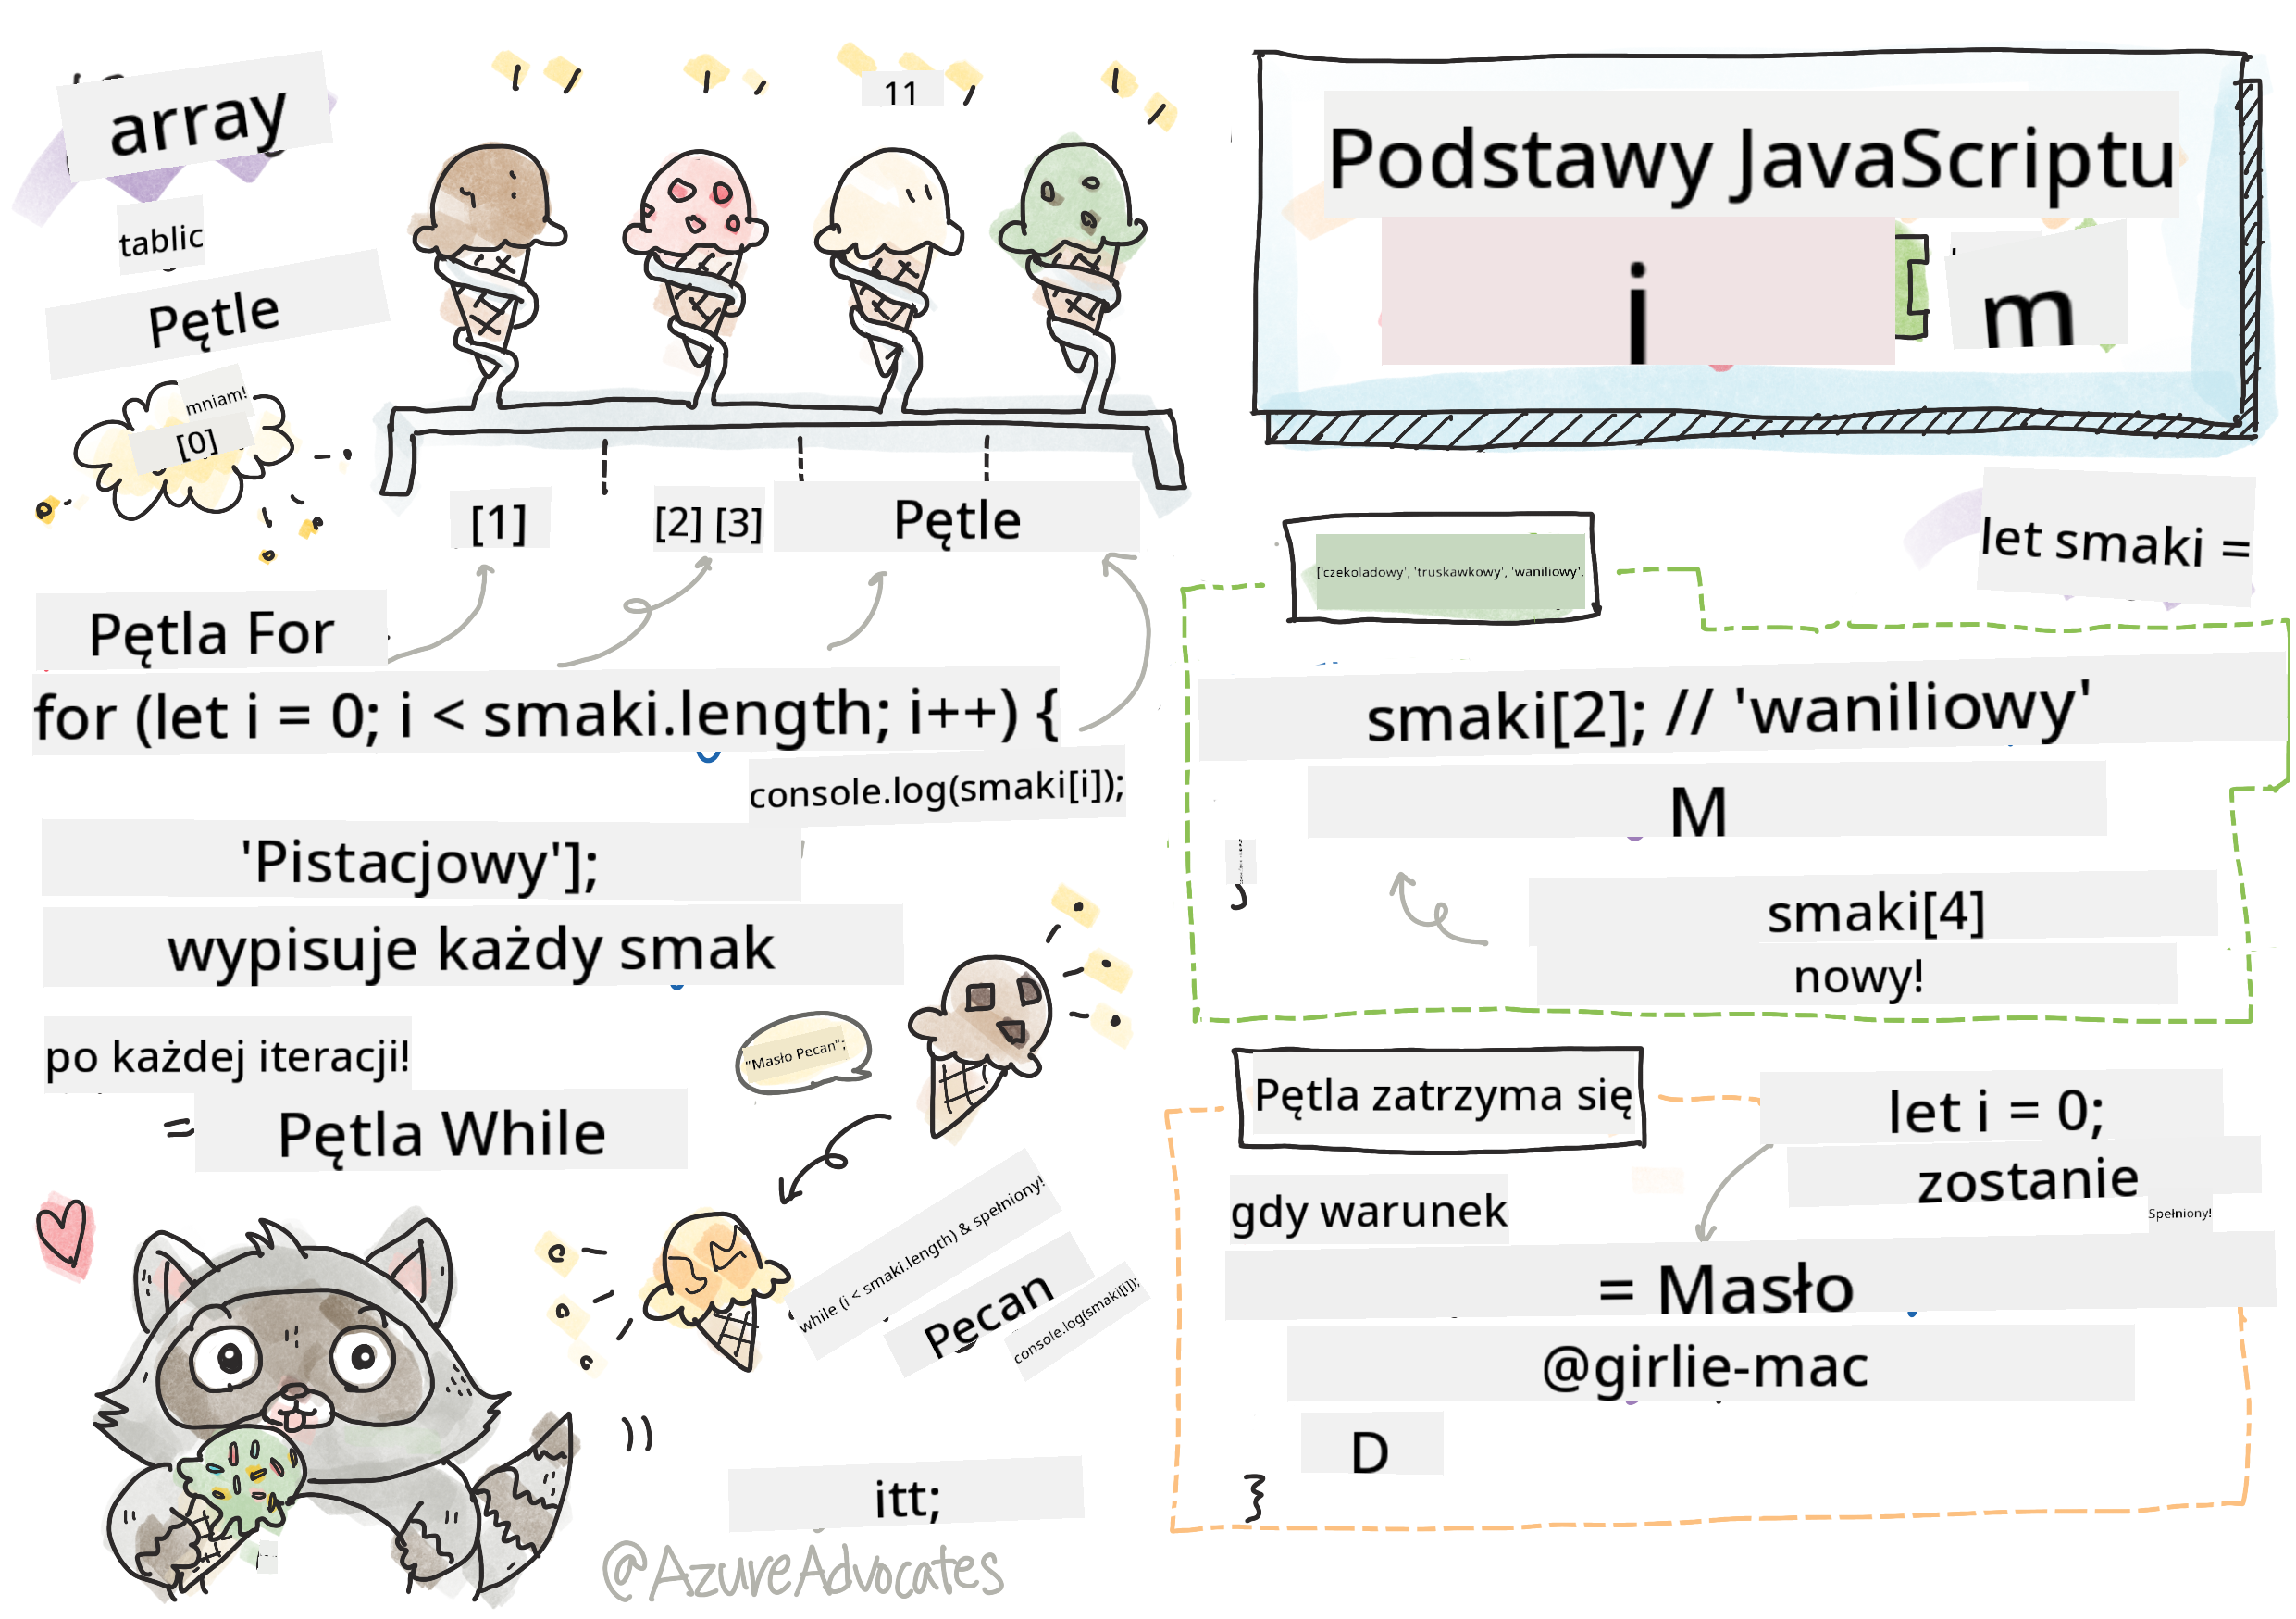 array
11
tablic
Pętle
mniam!
[0]
[1]
[2] [3]
Pętle
Pętla For
for (let i = 0; i < smaki.length; i++) {
console.log(smaki[i]);
'Pistacjowy'];
wypisuje każdy smak
po każdej iteracji!
"Masło Pecan";
= Pętla While
while (i < smaki.length) & spełniony!
Pecan
console.log(smaki[i]);
itt;
@AzureAdvocates
Podstawy JavaScriptu
i
m
let smaki =
['czekoladowy', 'truskawkowy', 'waniliowy',
smaki[2]; // 'waniliowy'
M
smaki[4]
nowy!
Pętla zatrzyma się
let i = 0;
zostanie
gdy warunek
Spełniony!
= Masło
@girlie-mac
D
}